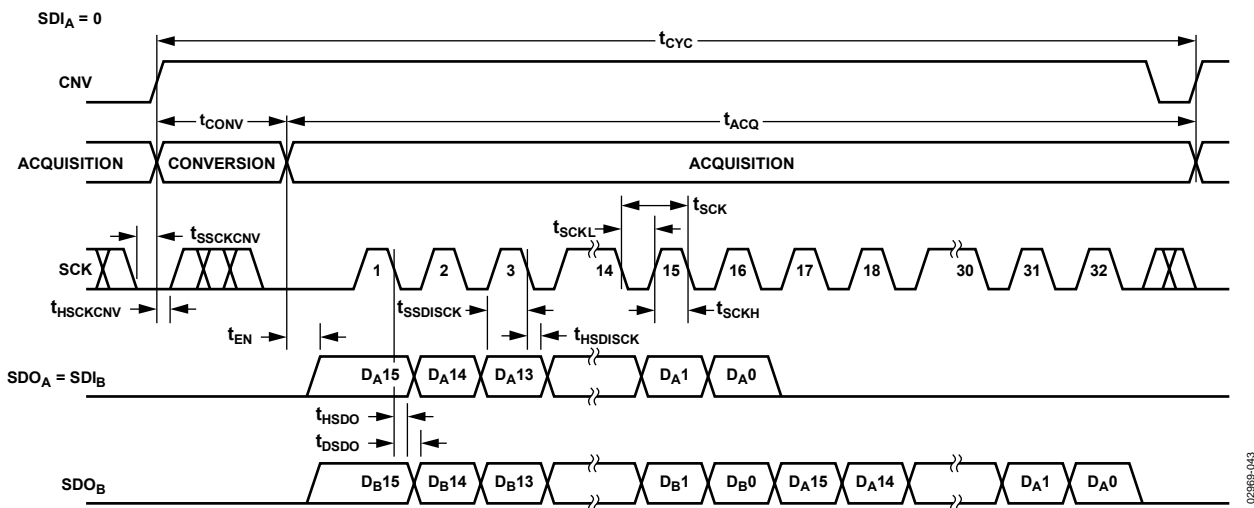 SDIA = 0
tCYC
CNV
tCONV
tACQ
ACQUISITION CONVERSION ACQUISITION
tSCK
tSCKL
tSSCKCNV
SCK 1 2 3 14 15 16 17 18 30 31 32
tHSCKCNV
tSSDISCK
tSCKH
tEN
tHSDISCK
SDOA = SDIB DA15 DA14 DA13 DA1 DA0
tHSDO
tDSDO
SDOB DB15 DB14 DB13 DB1 DB0 DA15 DA14 DA1 DA0
02969-043